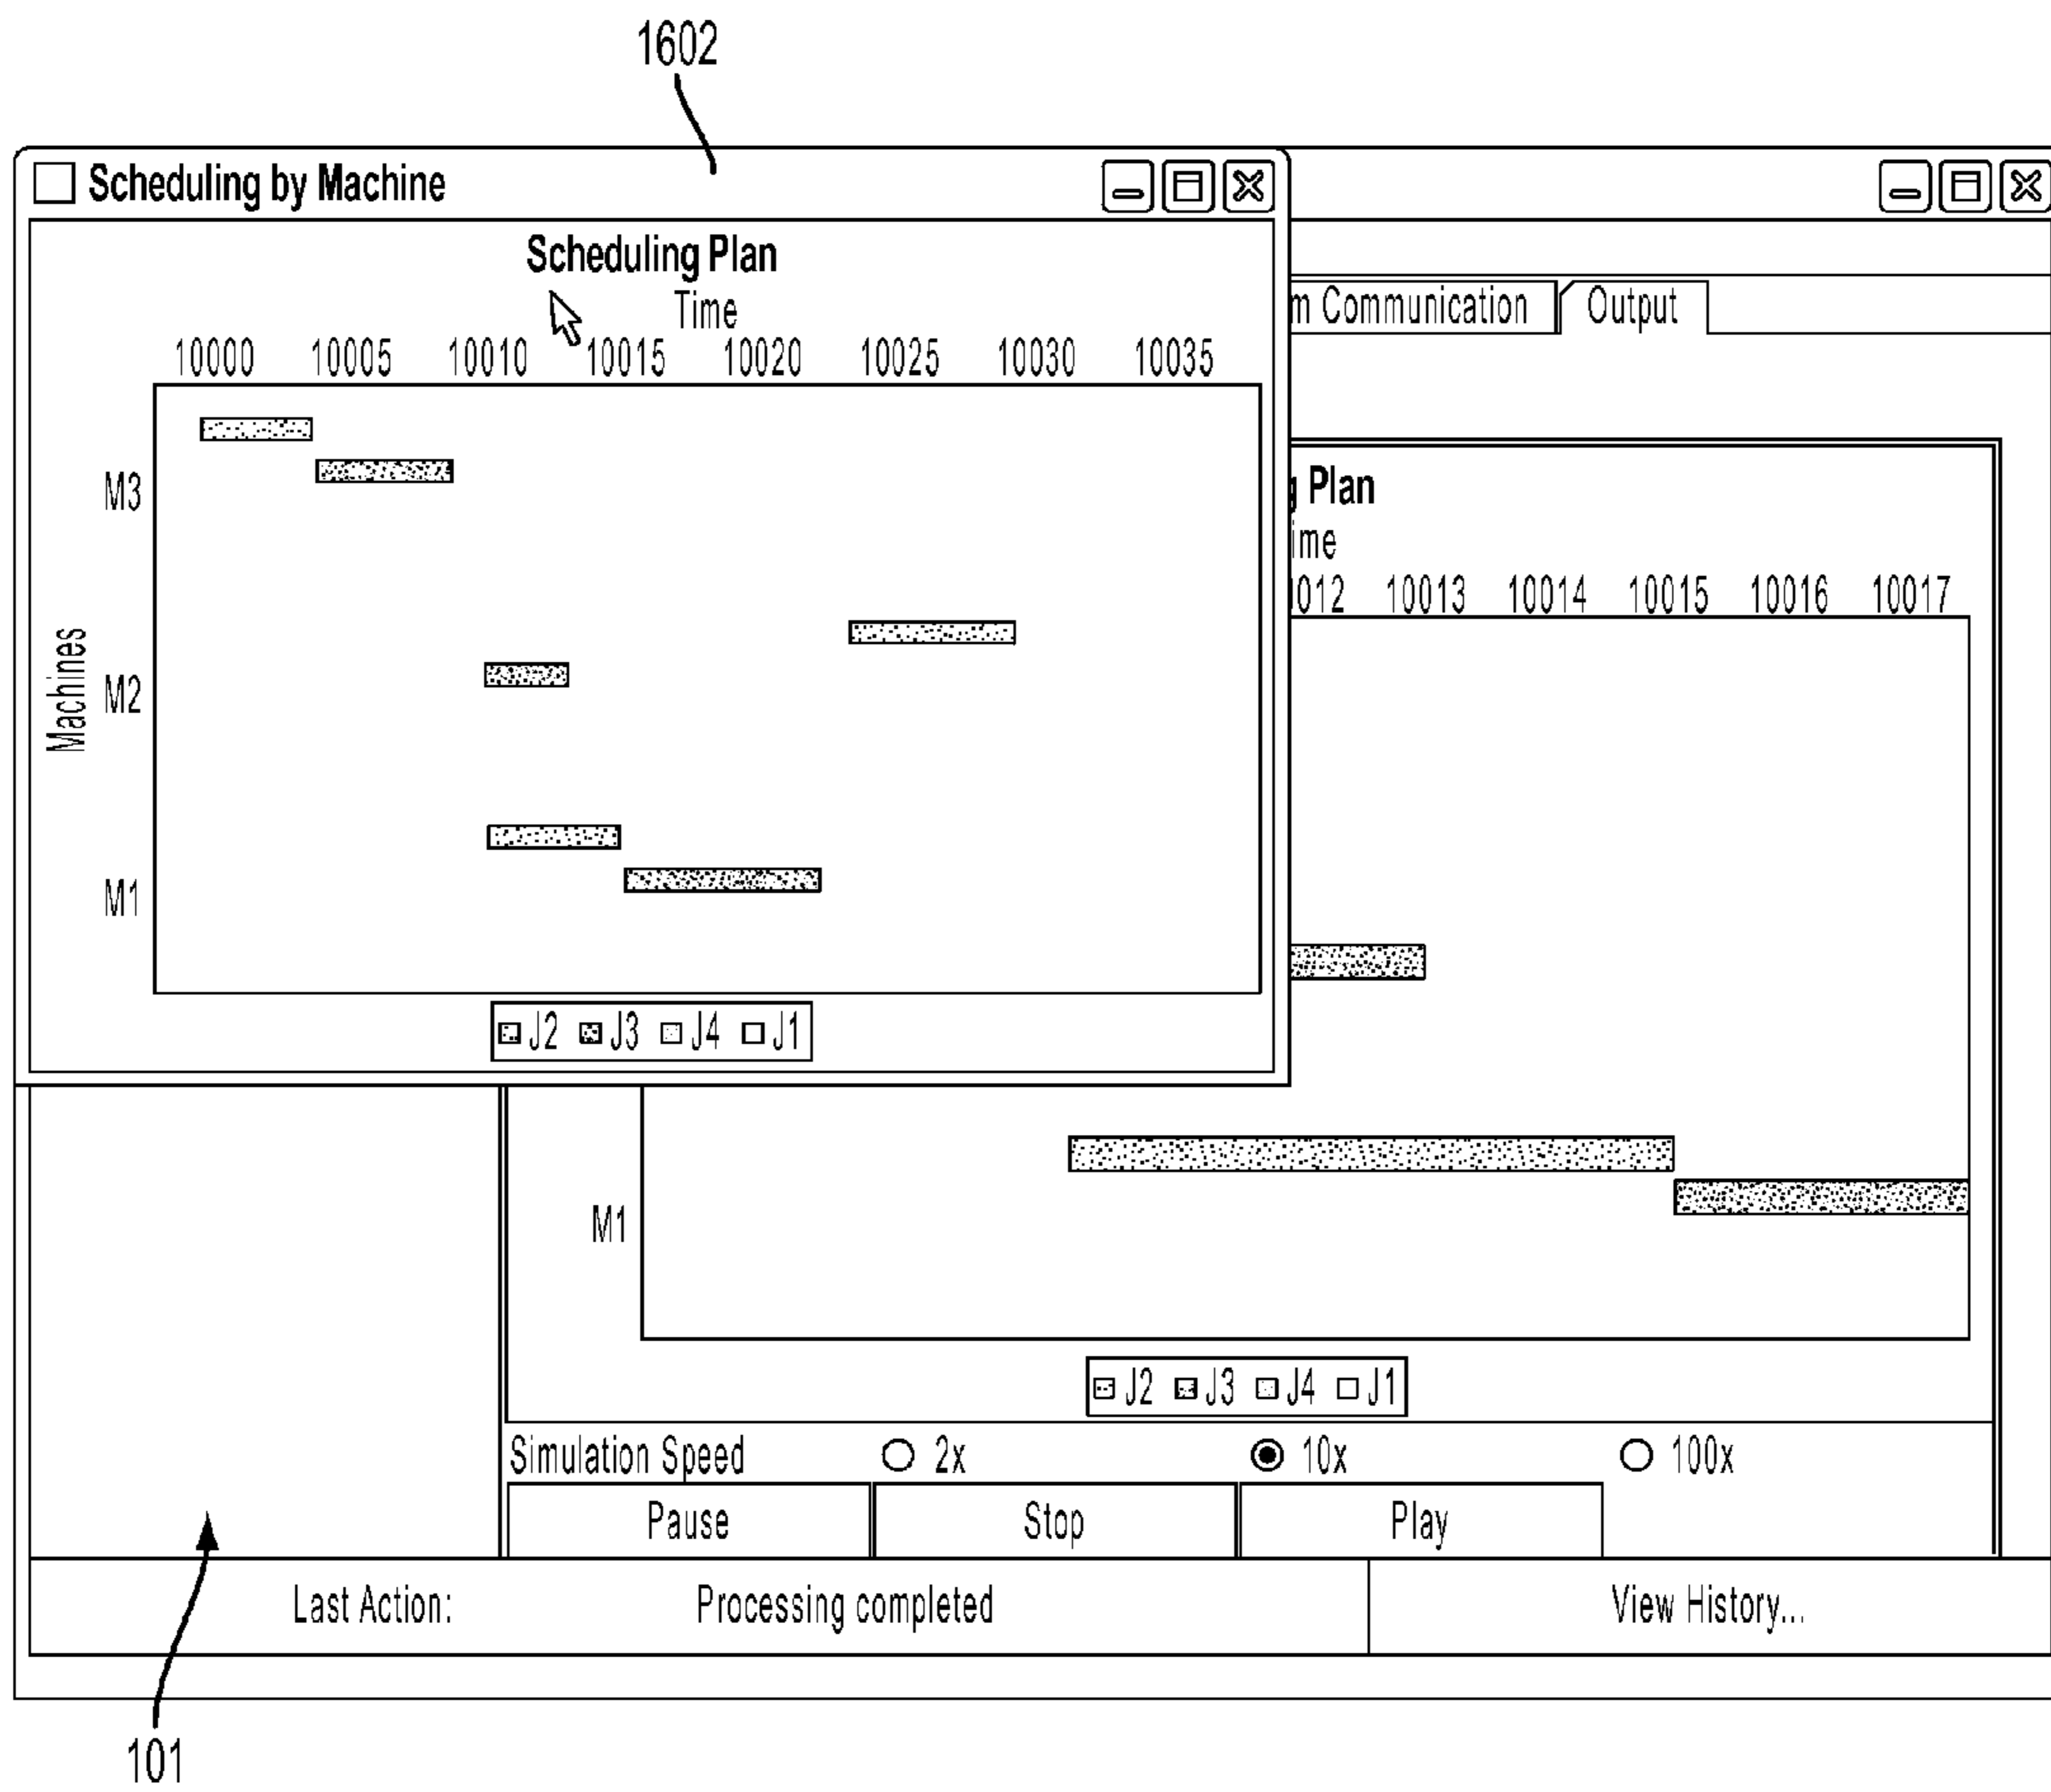 1602
Scheduling by Machine
Scheduling Plan
Time
10000 10005 10010 10015 10020 10025 10030 10035
Machines
M3
M2
M1
J2 J3 J4 J1
m Communication Output
g Plan
ime
012 10013 10014 10015 10016 10017
M1
J2 J3 J4 J1
Simulation Speed 2x 10x 100x
Pause Stop Play
Last Action: Processing completed View History...
101